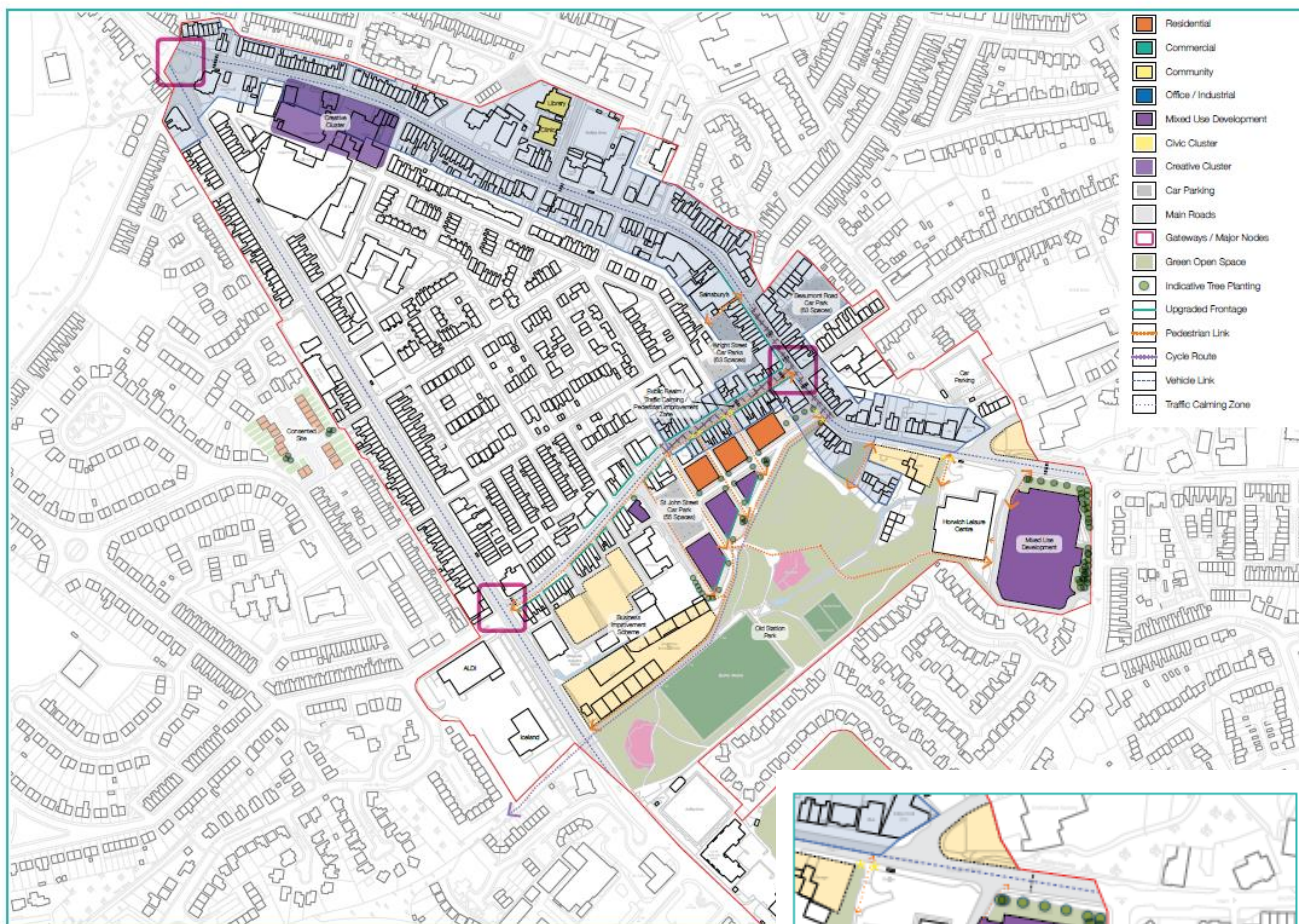 Residential
Commercial
Community
Office / Industrial
Mixed Use Development
Civic Cluster
Creative Cluster
Car Parking
Main Roads
Gateways / Major Nodes
Green Open Space
Indicative Tree Planting
Upgraded Frontage
Pedestrian Link
Cycle Route
Vehicle Link
Traffic Calming Zone
Creative
Cluster
Library
Clinic
Sainsbury's
Beaumont Road
Car Park
(63 Spaces)
Wright Street
Car Parks
(53 Spaces)
Public Realm /
Traffic Calming /
Pedestrian Improvement
Zone
Car
Parking
Consented
Site
St John Street
Car Park
(56 Spaces)
Horwich Leisure
Centre
Mixed Use
Development
Business
Improvement
Scheme
Old Station
Park
ALDI
Iceland